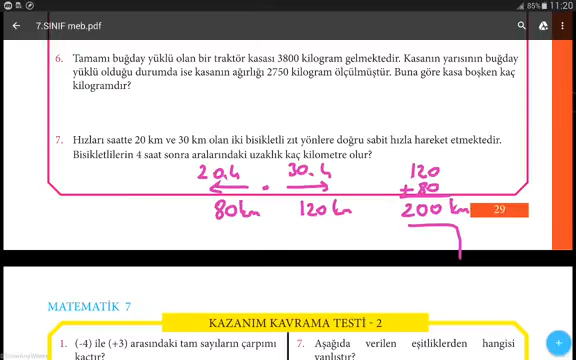 85% 11:20
7.SINIF meb.pdf
6. Tamamı buğday yüklü olan bir traktör kasası 3800 kilogram gelmektedir. Kasanın yarısının buğday
yüklü olduğu durumda ise kasanın ağırlığı 2750 kilogram ölçülmüştür. Buna göre kasa boşken kaç
kilogramdır?
7. Hızları saatte 20 km ve 30 km olan iki bisikletli zıt yönlere doğru sabit hızla hareket etmektedir.
Bisikletlilerin 4 saat sonra aralarındaki uzaklık kaç kilometre olur?
20.4 30.4 120
+80
80km 120 km 200 km
29
MATEMATİK 7
KAZANIM KAVRAMA TESTİ - 2
1. (-4) ile (+3) arasındaki tam sayıların çarpımı
kaçtır?
7. Aşağıda verilen eşitliklerden hangisi
yanlıştır?